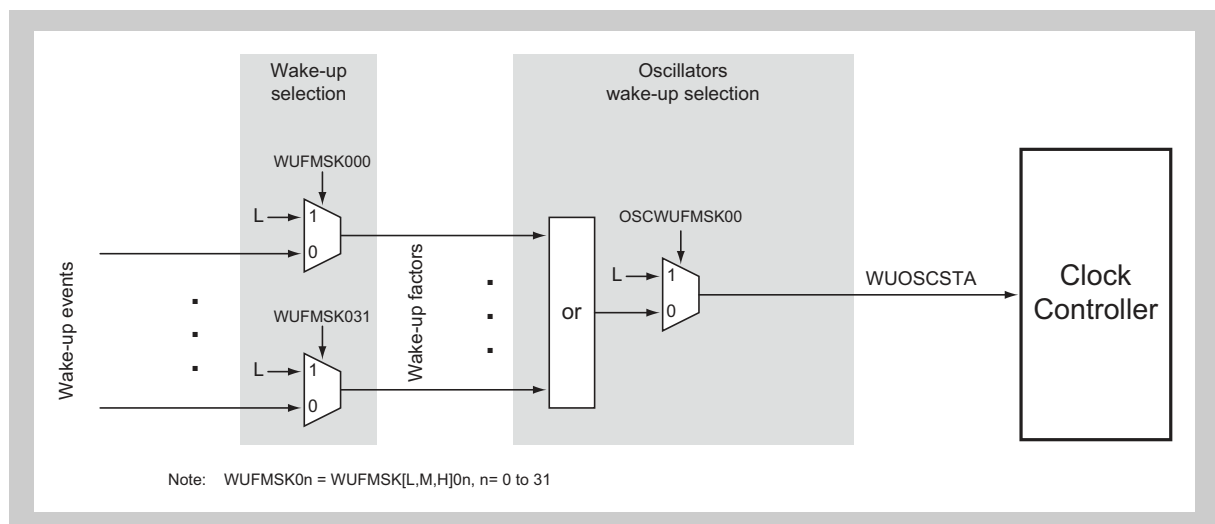 Wake-up
selection
Oscillators
wake-up selection
WUFMSK000
L
1
0
OSCWUFMSK00
L
1
0
or
WUOSCSTA
Clock
Controller
Wake-up events
Wake-up factors
WUFMSK031
L
1
0
Note: WUFMSK0n = WUFMSK[L,M,H]0n, n= 0 to 31